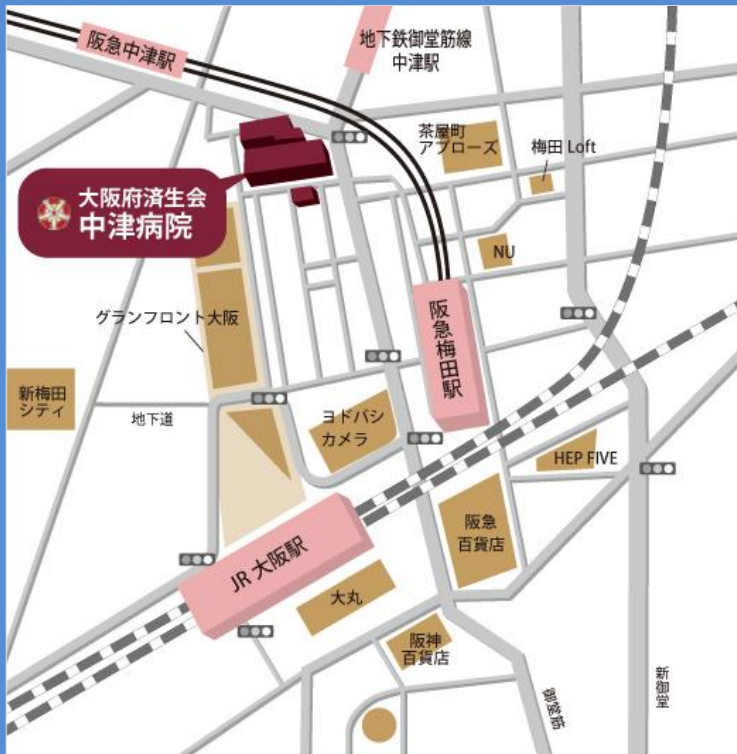 阪急中津駅
地下鉄御堂筋線
中津駅
茶屋町
アプローズ
梅田 Loft
大阪府済生会
中津病院
NU
グランフロント大阪
阪急梅田駅
新梅田
シティ
地下道
ヨドバシ
カメラ
HEP FIVE
阪急
百貨店
JR 大阪駅
大丸
阪神
百貨店
御堂筋
新御堂